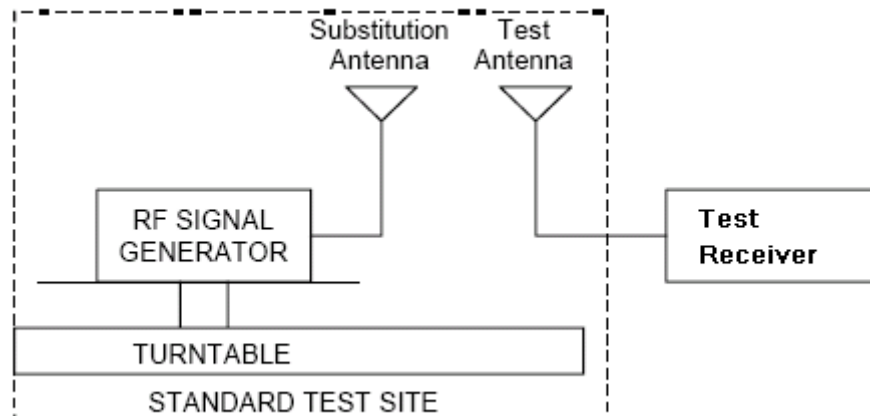 Substitution
Antenna
Test
Antenna
RF SIGNAL
GENERATOR
Test
Receiver
TURNTABLE
STANDARD TEST SITE